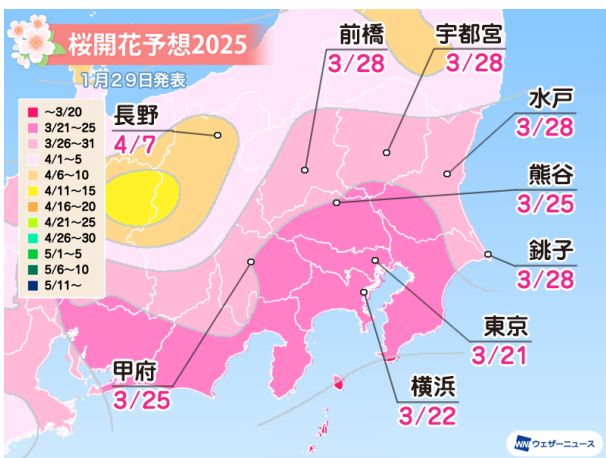 桜開花予想2025
1月29日発表
～3/20
3/21～25
3/26～31
4/1～5
4/6～10
4/11～15
4/16～20
4/21～25
4/26～30
5/1～5
5/6～10
5/11～
前橋
3/28
宇都宮
3/28
長野
4/7
水戸
3/28
熊谷
3/25
銚子
3/28
東京
3/21
甲府
3/25
横浜
3/22
WNI ウェザーニュース